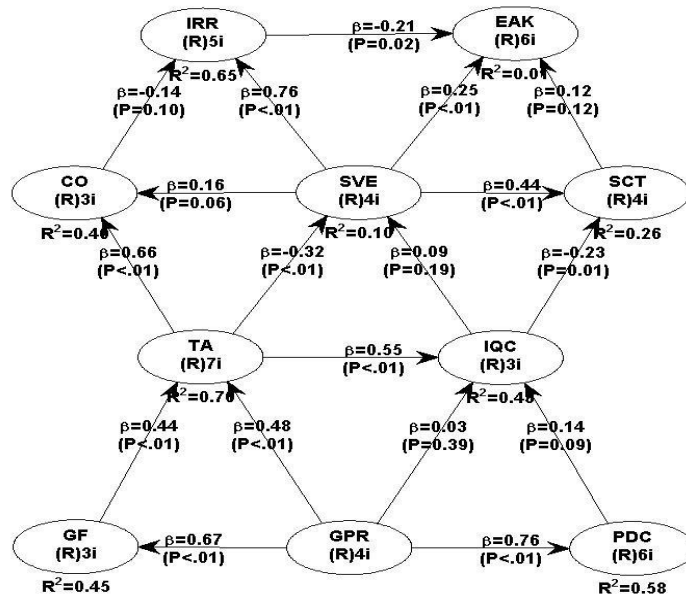 IRR
(R)5i
R²=0.65
β=-0.21
(P=0.02)
EAK
(R)6i
β=-0.14
(P=0.10)
β=0.76
(P<.01)
β=0.25
(P<.01)
β=0.12
(P=0.12)
CO
(R)3i
β=0.16
(P=0.06)
SVE
(R)4i
R²=0.10
β=0.44
(P<.01)
SCT
(R)4i
R²=0.26
β=0.66
(P<.01)
β=-0.32
(P<.01)
β=0.09
(P=0.19)
β=-0.23
(P=0.01)
TA
(R)7i
β=0.55
(P<.01)
IQC
(R)3i
β=0.44
(P<.01)
β=0.48
(P<.01)
β=0.03
(P=0.39)
β=0.14
(P=0.09)
GF
(R)3i
R²=0.45
β=0.67
(P<.01)
GPR
(R)4i
β=0.76
(P<.01)
PDC
(R)6i
R²=0.58